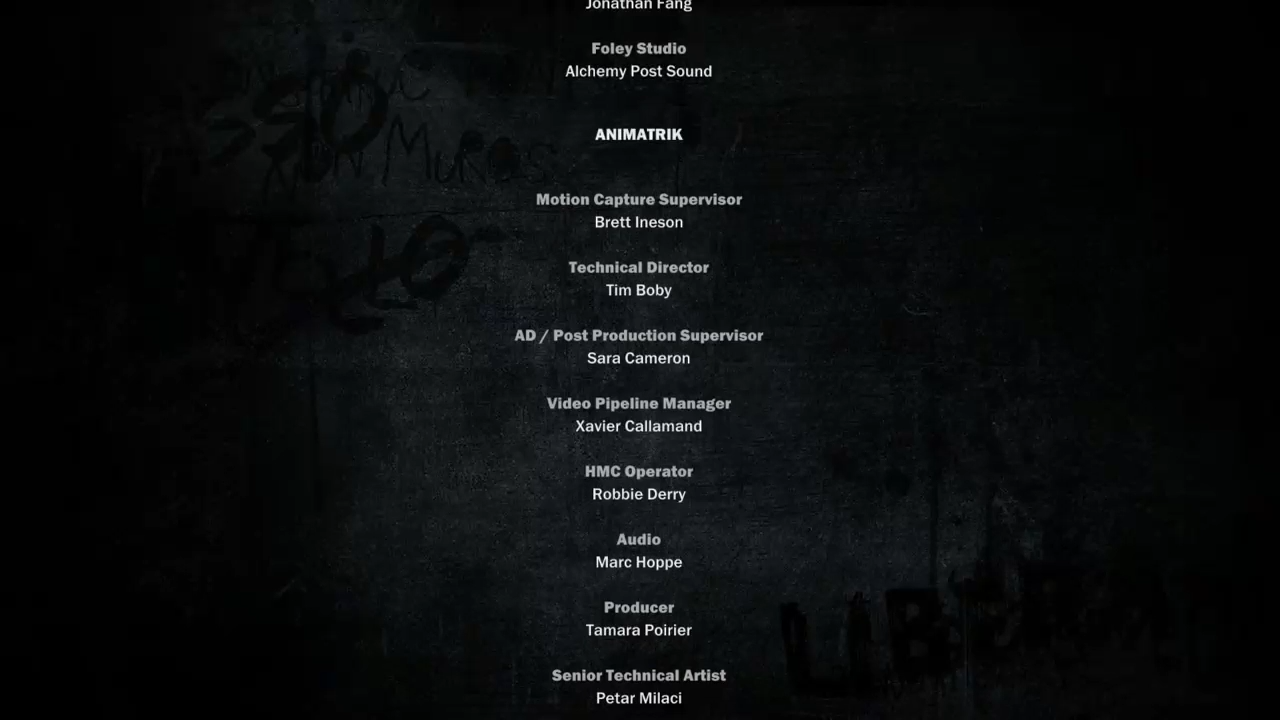 Jonathan Fang
Foley Studio
Alchemy Post Sound
ANIMATRIK
Motion Capture Supervisor
Brett Ineson
Technical Director
Tim Boby
AD / Post Production Supervisor
Sara Cameron
Video Pipeline Manager
Xavier Callamand
HMC Operator
Robbie Derry
Audio
Marc Hoppe
Producer
Tamara Poirier
Senior Technical Artist
Petar Milaci